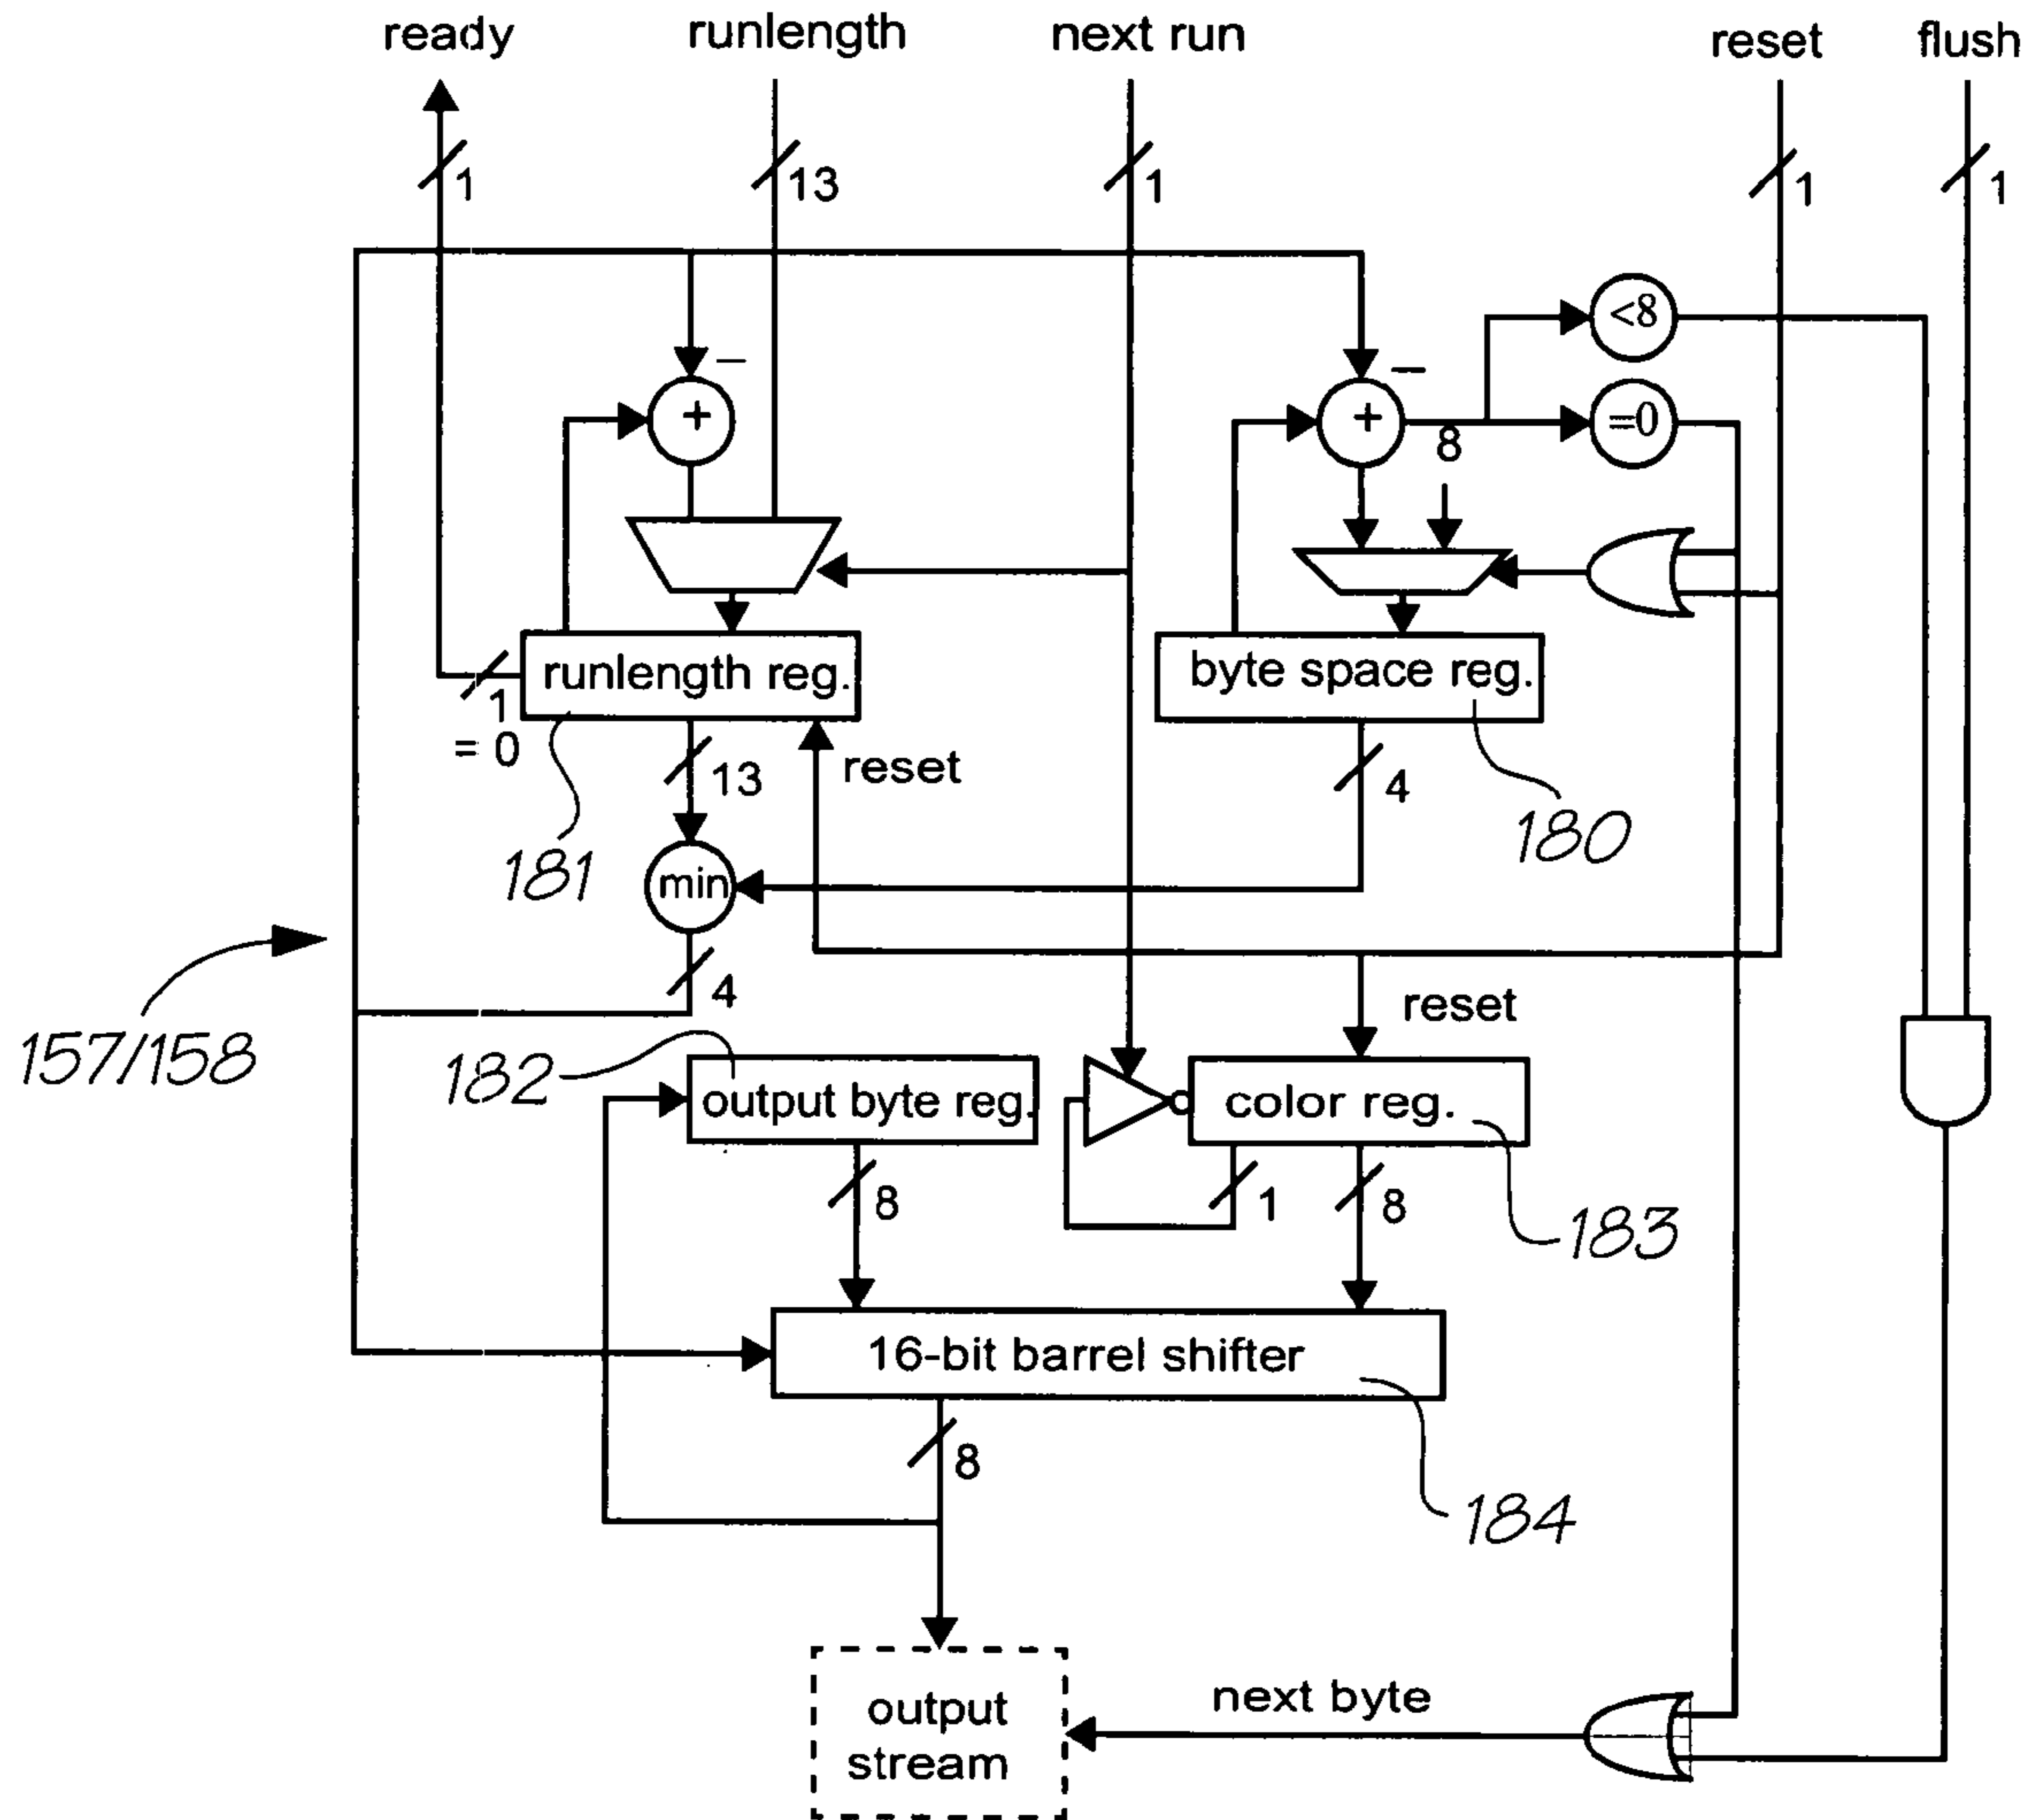 ready
runlength
next run
reset
flush
1
13
1
1
1
<8
–
+
–
+
8
=0
runlength reg.
byte space reg.
1
= 0
13
reset
4
180
181
min
4
reset
157/158
182
output byte reg.
color reg.
8
1
8
183
16-bit barrel shifter
8
184
next byte
output
stream